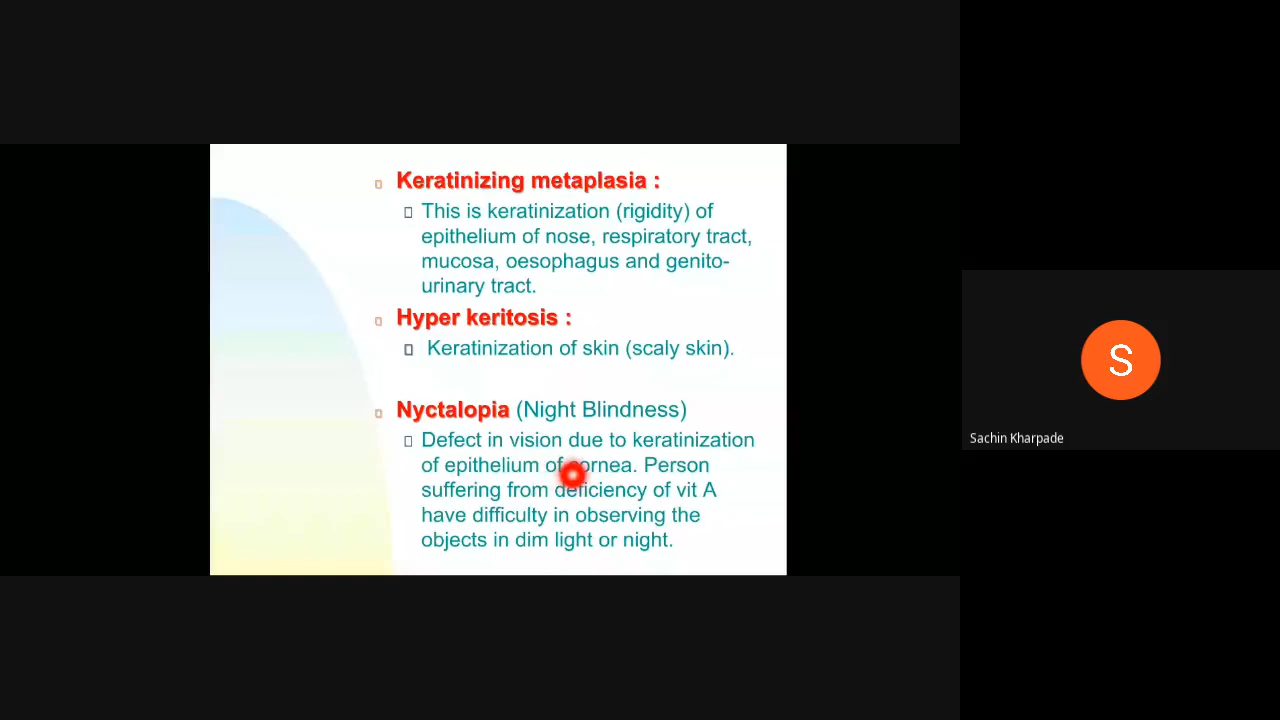 Keratinizing metaplasia :
This is keratinization (rigidity) of
epithelium of nose, respiratory tract,
mucosa, oesophagus and genito-
urinary tract.
Hyper keritosis :
Keratinization of skin (scaly skin).
Nyctalopia (Night Blindness)
Defect in vision due to keratinization
of epithelium of cornea. Person
suffering from deficiency of vit A
have difficulty in observing the
objects in dim light or night.
S
Sachin Kharpade